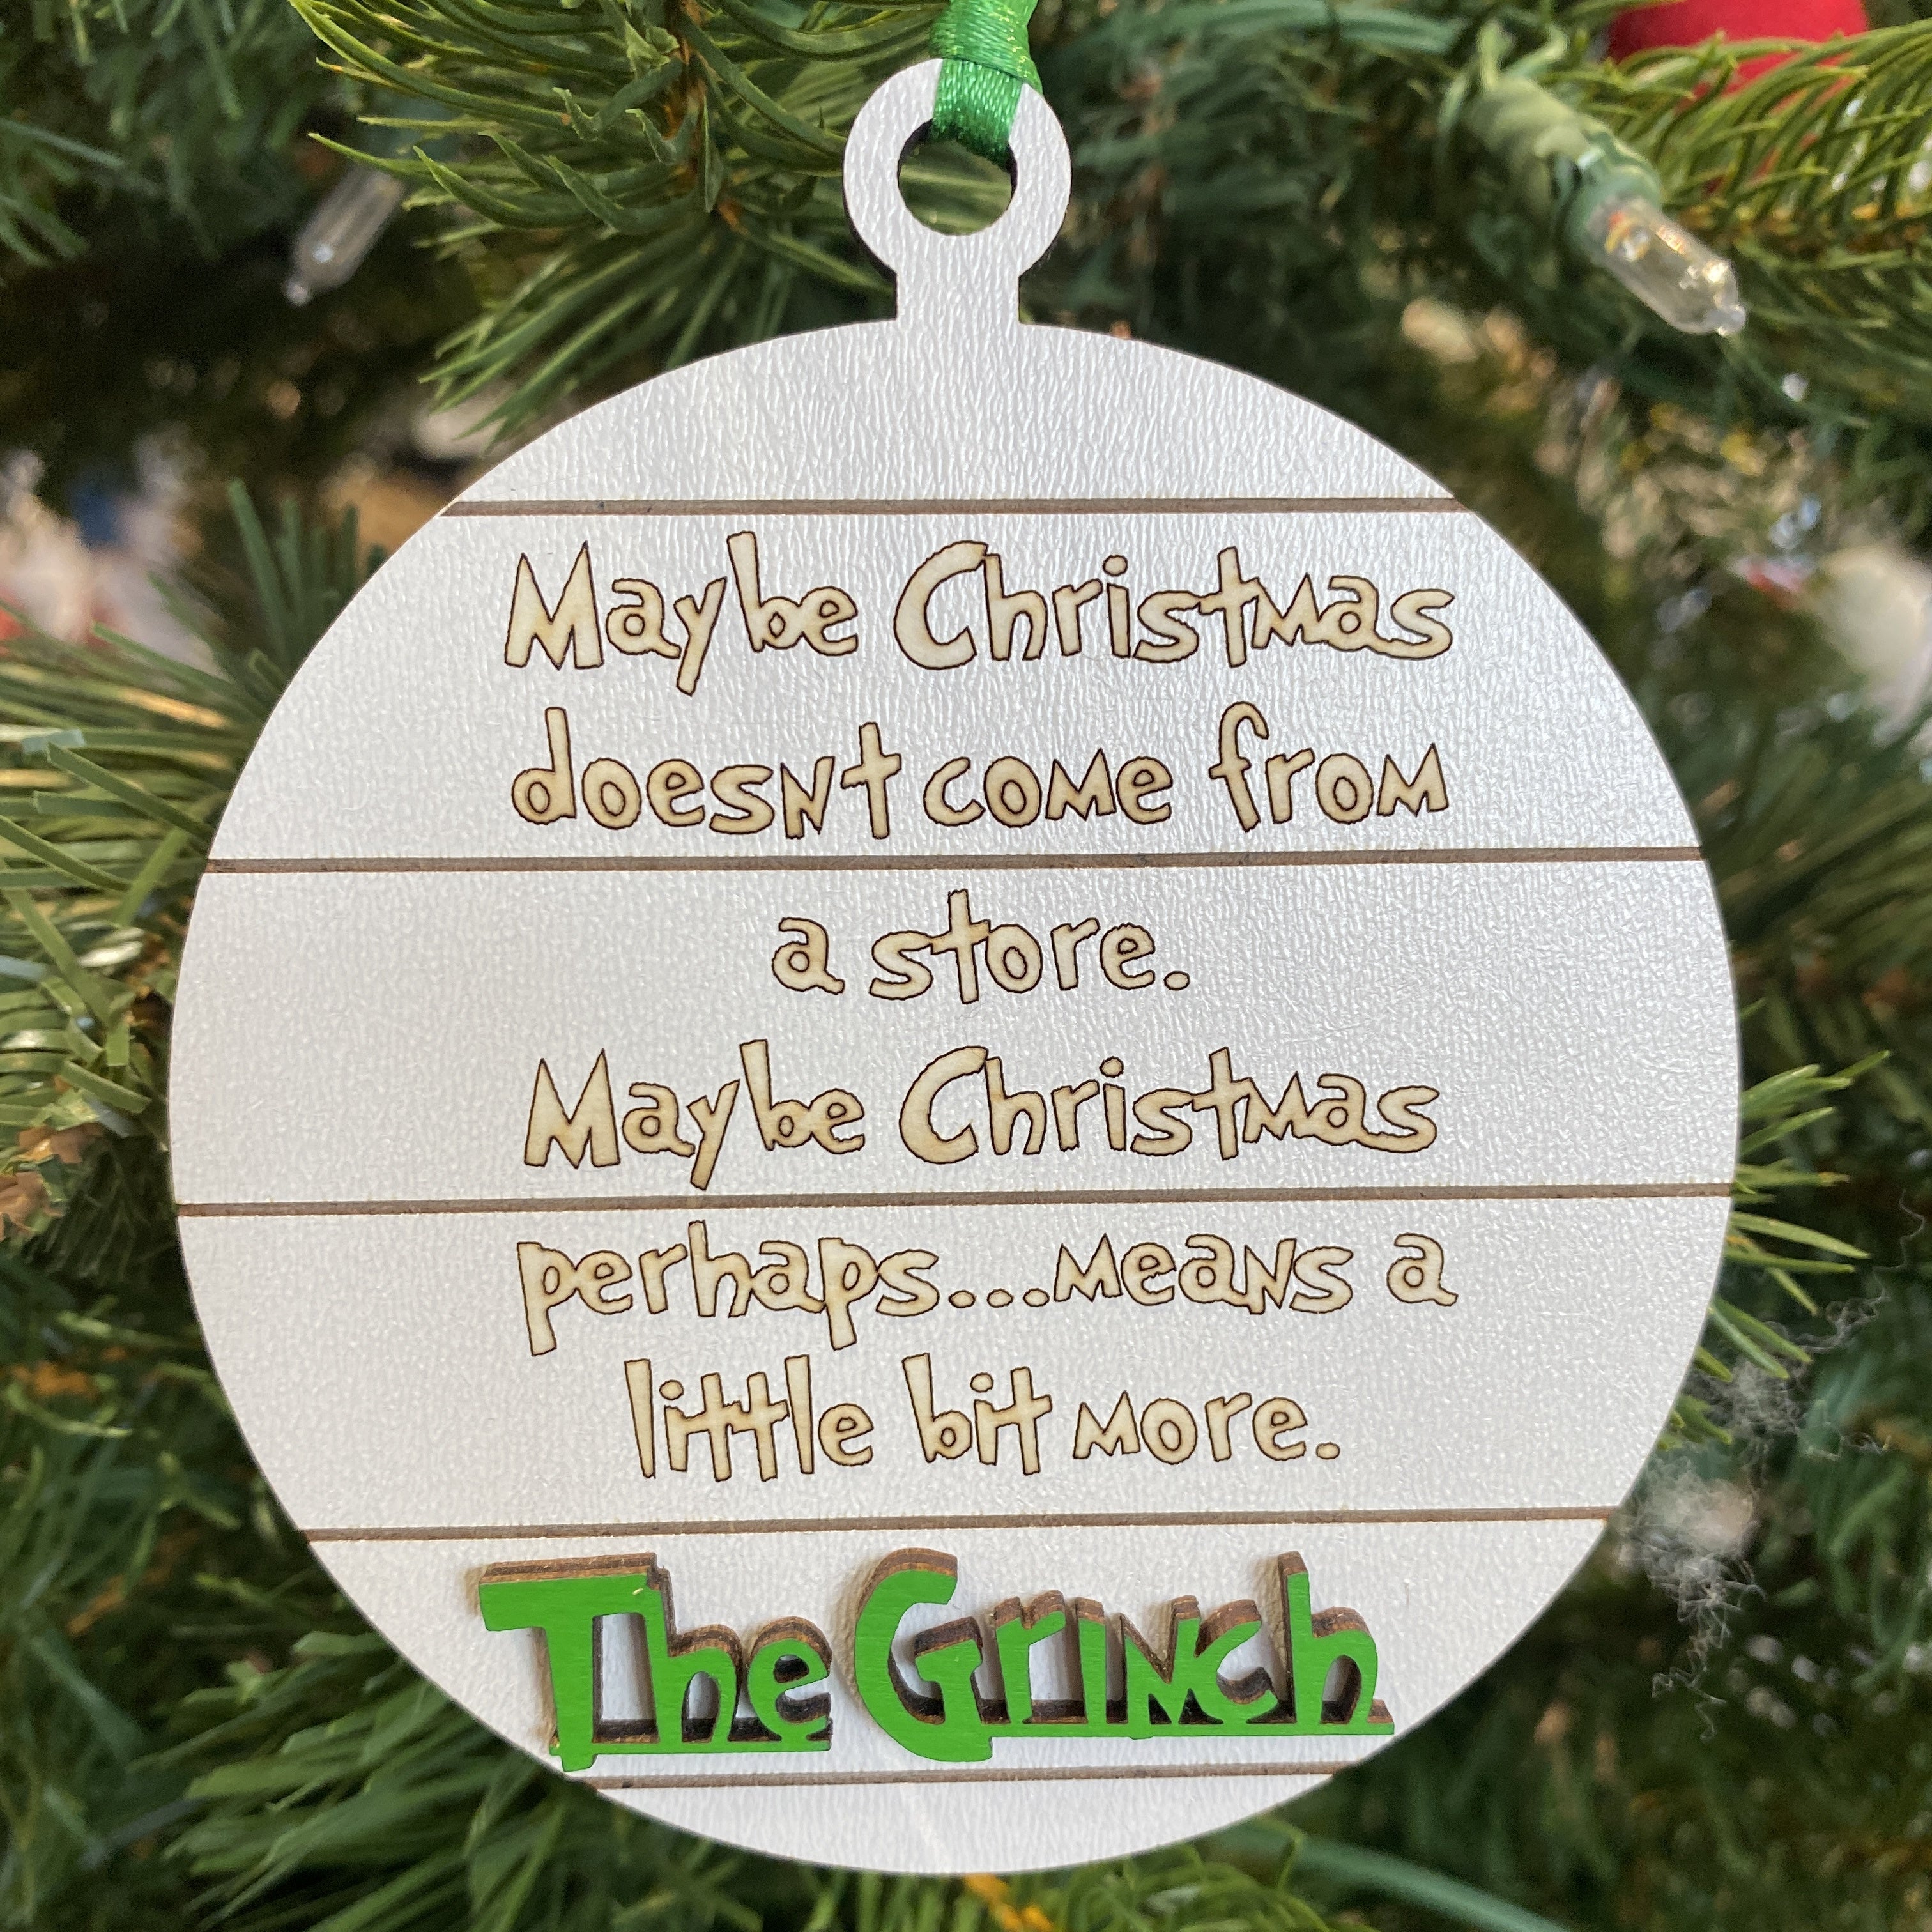 Maybe Christmas
doesnt come from
a store.
Maybe Christmas
perhaps...means a
little bit more.
The Grinch